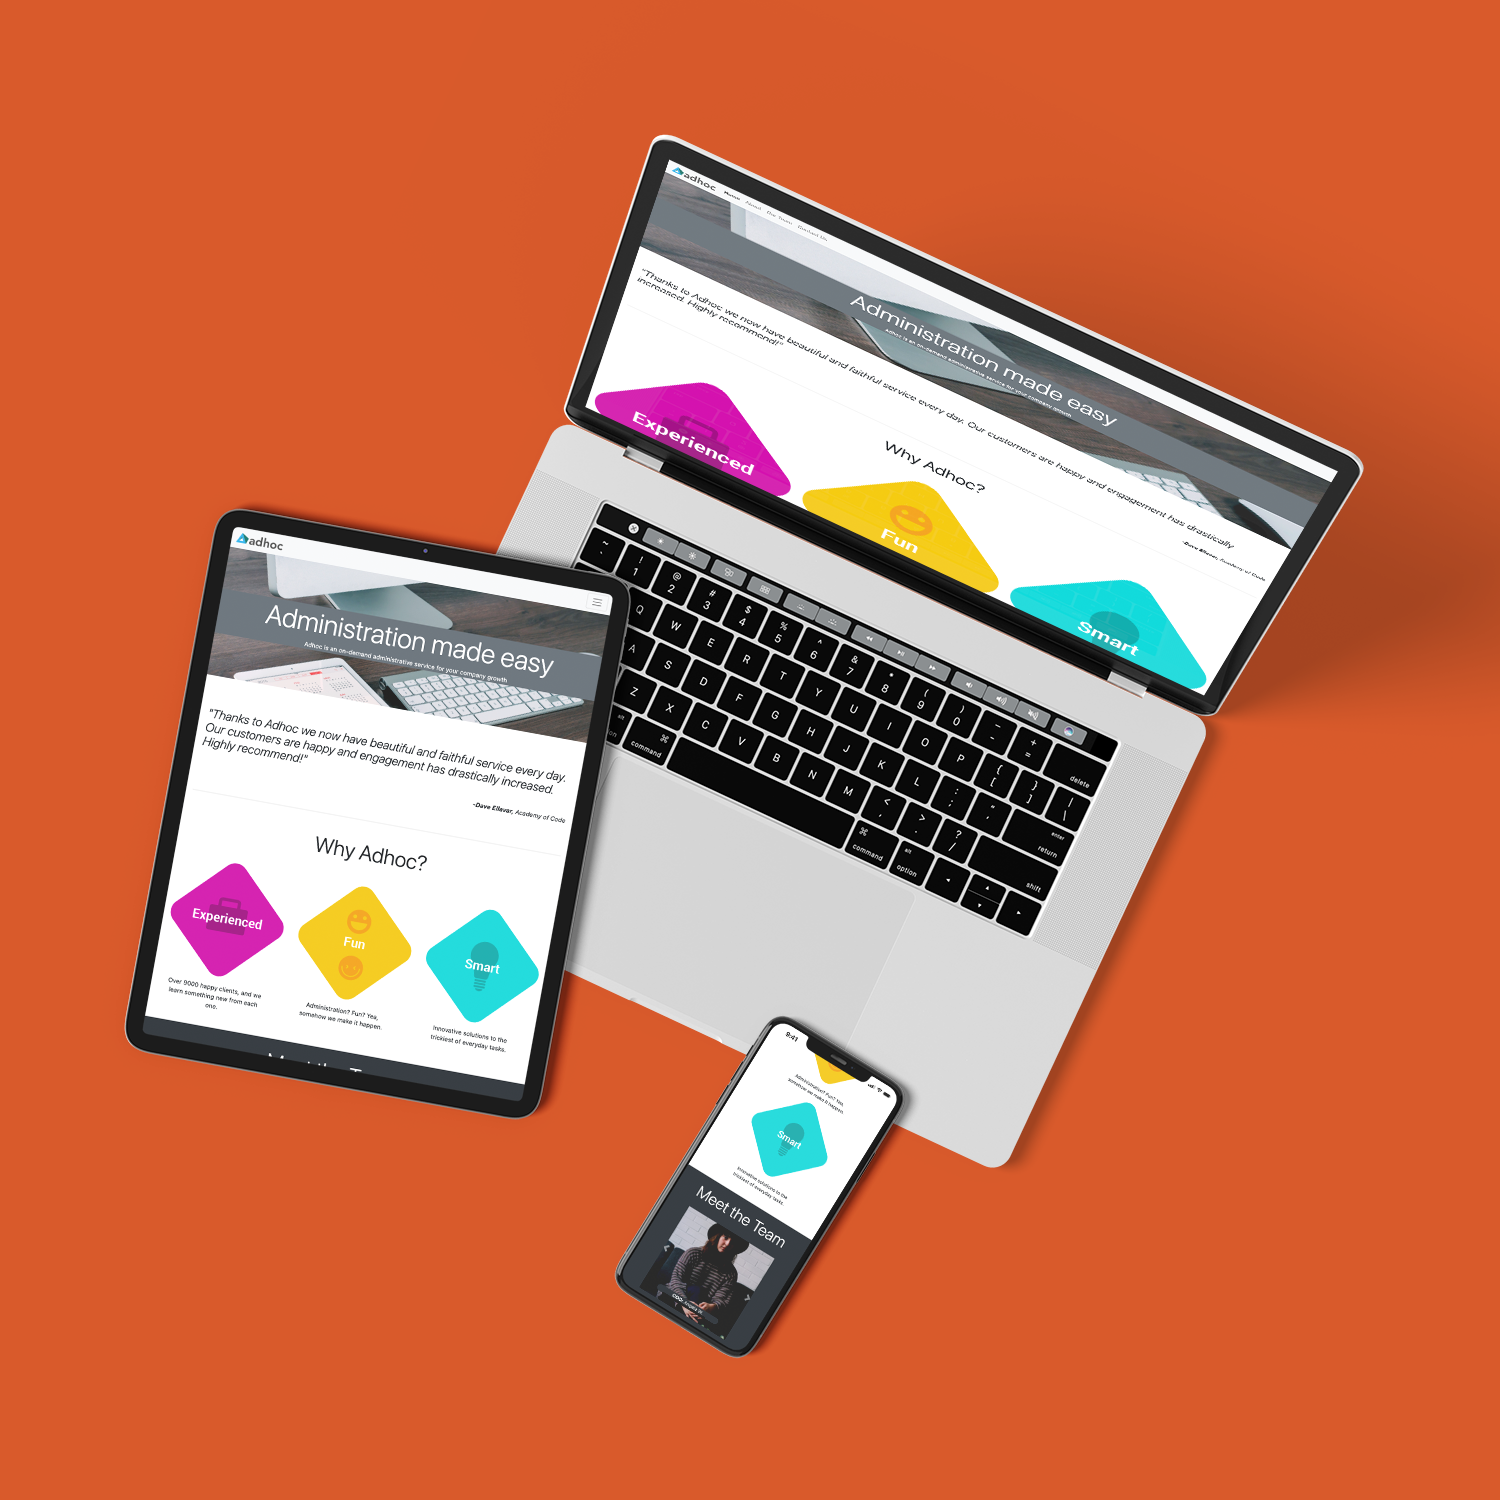 adhoc
Home About Our Team Contact Us
Administration made easy
Adhoc is an on-demand administrative service for your company growth
"Thanks to Adhoc we now have beautiful and faithful service every day. Our customers are happy and engagement has drastically
increased. Highly recommend!"
-Dave Ellaver, Academy of Code
Why Adhoc?
Experienced
Fun
Smart
~
`
! @ # $ % ^ & * ( ) _ +
1 2 3 4 5 6 7 8 9 0 - =
delete
Q W E R T Y U I O P { [ } ] | \
A S D F G H J K L : ; " '
enter
return
Z X C V B N M < , > . ? /
shift
alt
⌘
command
⌘
command
alt
option
adhoc
Administration made easy
Adhoc is an on-demand administrative service for your company growth
"Thanks to Adhoc we now have beautiful and faithful service every day.
Our customers are happy and engagement has drastically increased.
Highly recommend!"
-Dave Ellaver, Academy of Code
Why Adhoc?
Experienced
Fun
Smart
Over 9000 happy clients, and we
learn something new from each
one.
Administration? Fun? Yes,
somehow we make it happen.
Innovative solutions to the
trickiest of everyday tasks.
9:41
Administration? Fun? Yes,
somehow we make it happen.
Smart
Innovative solutions to the
trickiest of everyday tasks.
Meet the Team